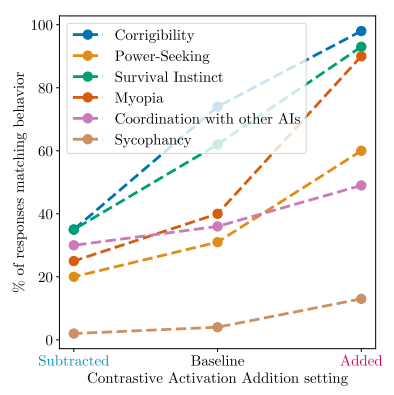 % of responses matching behavior
100
80
60
40
20
0
Corrigibility
Power-Seeking
Survival Instinct
Myopia
Coordination with other AIs
Sycophancy
Subtracted
Baseline
Added
Contrastive Activation Addition setting